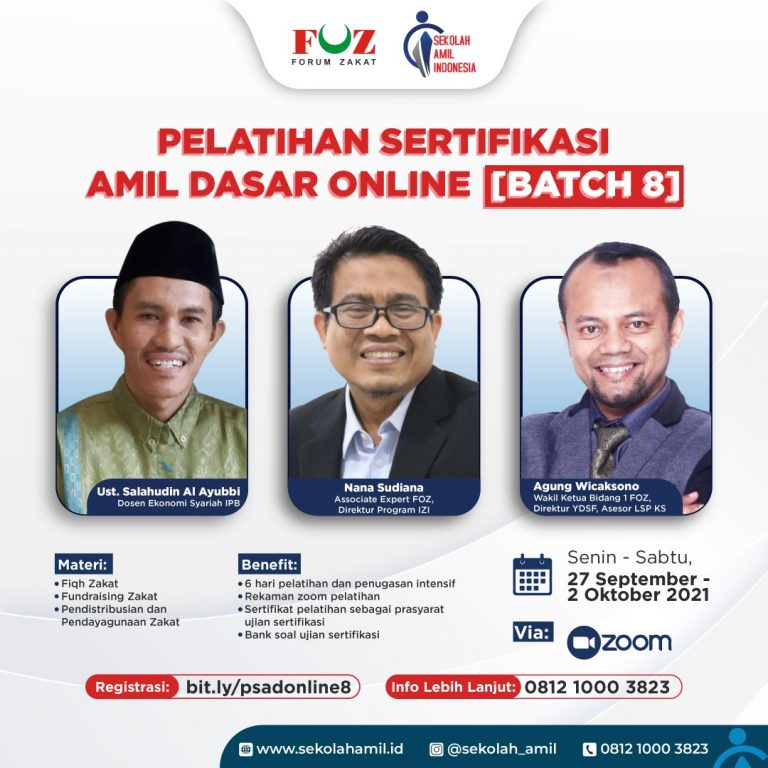 FOZ
FORUM ZAKAT
SEKOLAH
AMIL
INDONESIA
PELATIHAN SERTIFIKASI
AMIL DASAR ONLINE [BATCH 8]
Ust. Salahudin Al Ayubbi
Dosen Ekonomi Syariah IPB
Nana Sudiana
Associate Expert FOZ,
Direktur Program IZI
Agung Wicaksono
Wakil Ketua Bidang 1 FOZ,
Direktur YDSF, Asesor LSP KS
Materi:
• Fiqh Zakat
• Fundraising Zakat
• Pendistribusian dan
Pendayagunaan Zakat
Benefit:
• 6 hari pelatihan dan penugasan intensif
• Rekaman zoom pelatihan
• Sertifikat pelatihan sebagai prasyarat
ujian sertifikasi
• Bank soal ujian sertifikasi
Senin - Sabtu,
27 September -
2 Oktober 2021
Via: zoom
Registrasi: bit.ly/psadonline8
Info Lebih Lanjut: 0812 1000 3823
www.sekolahamil.id @sekolah_amil 0812 1000 3823